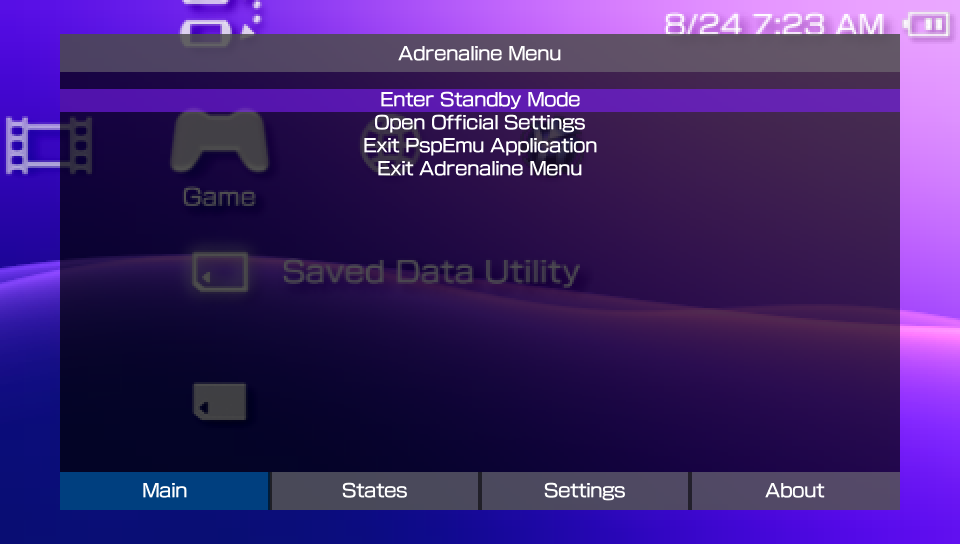 8/24 7:23 AM
Adrenaline Menu
Enter Standby Mode
Open Official Settings
Exit PspEmu Application
Exit Adrenaline Menu
Game
Saved Data Utility
Main
States
Settings
About